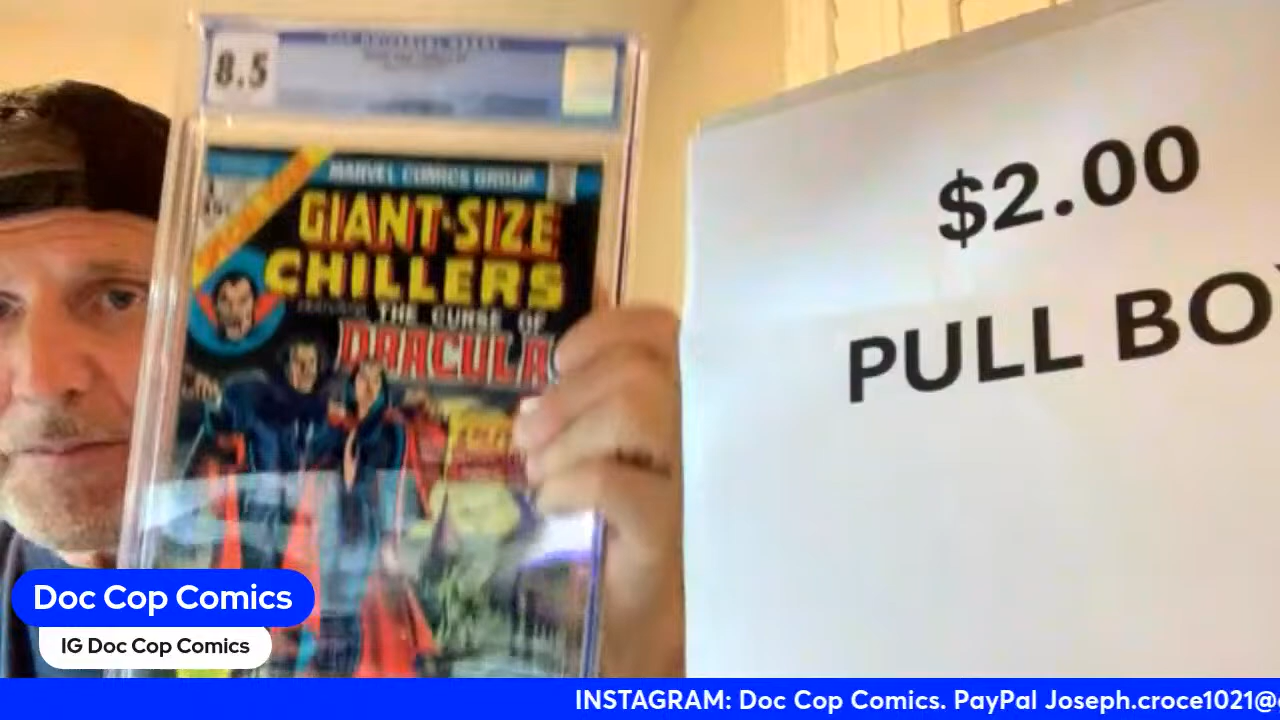 8.5
MARVEL COMICS GROUP
GIANT-SIZE
CHILLERS
THE CURSE OF
DRACULA
$2.00
PULL BO
Doc Cop Comics
IG Doc Cop Comics
INSTAGRAM: Doc Cop Comics. PayPal Joseph.croce1021@